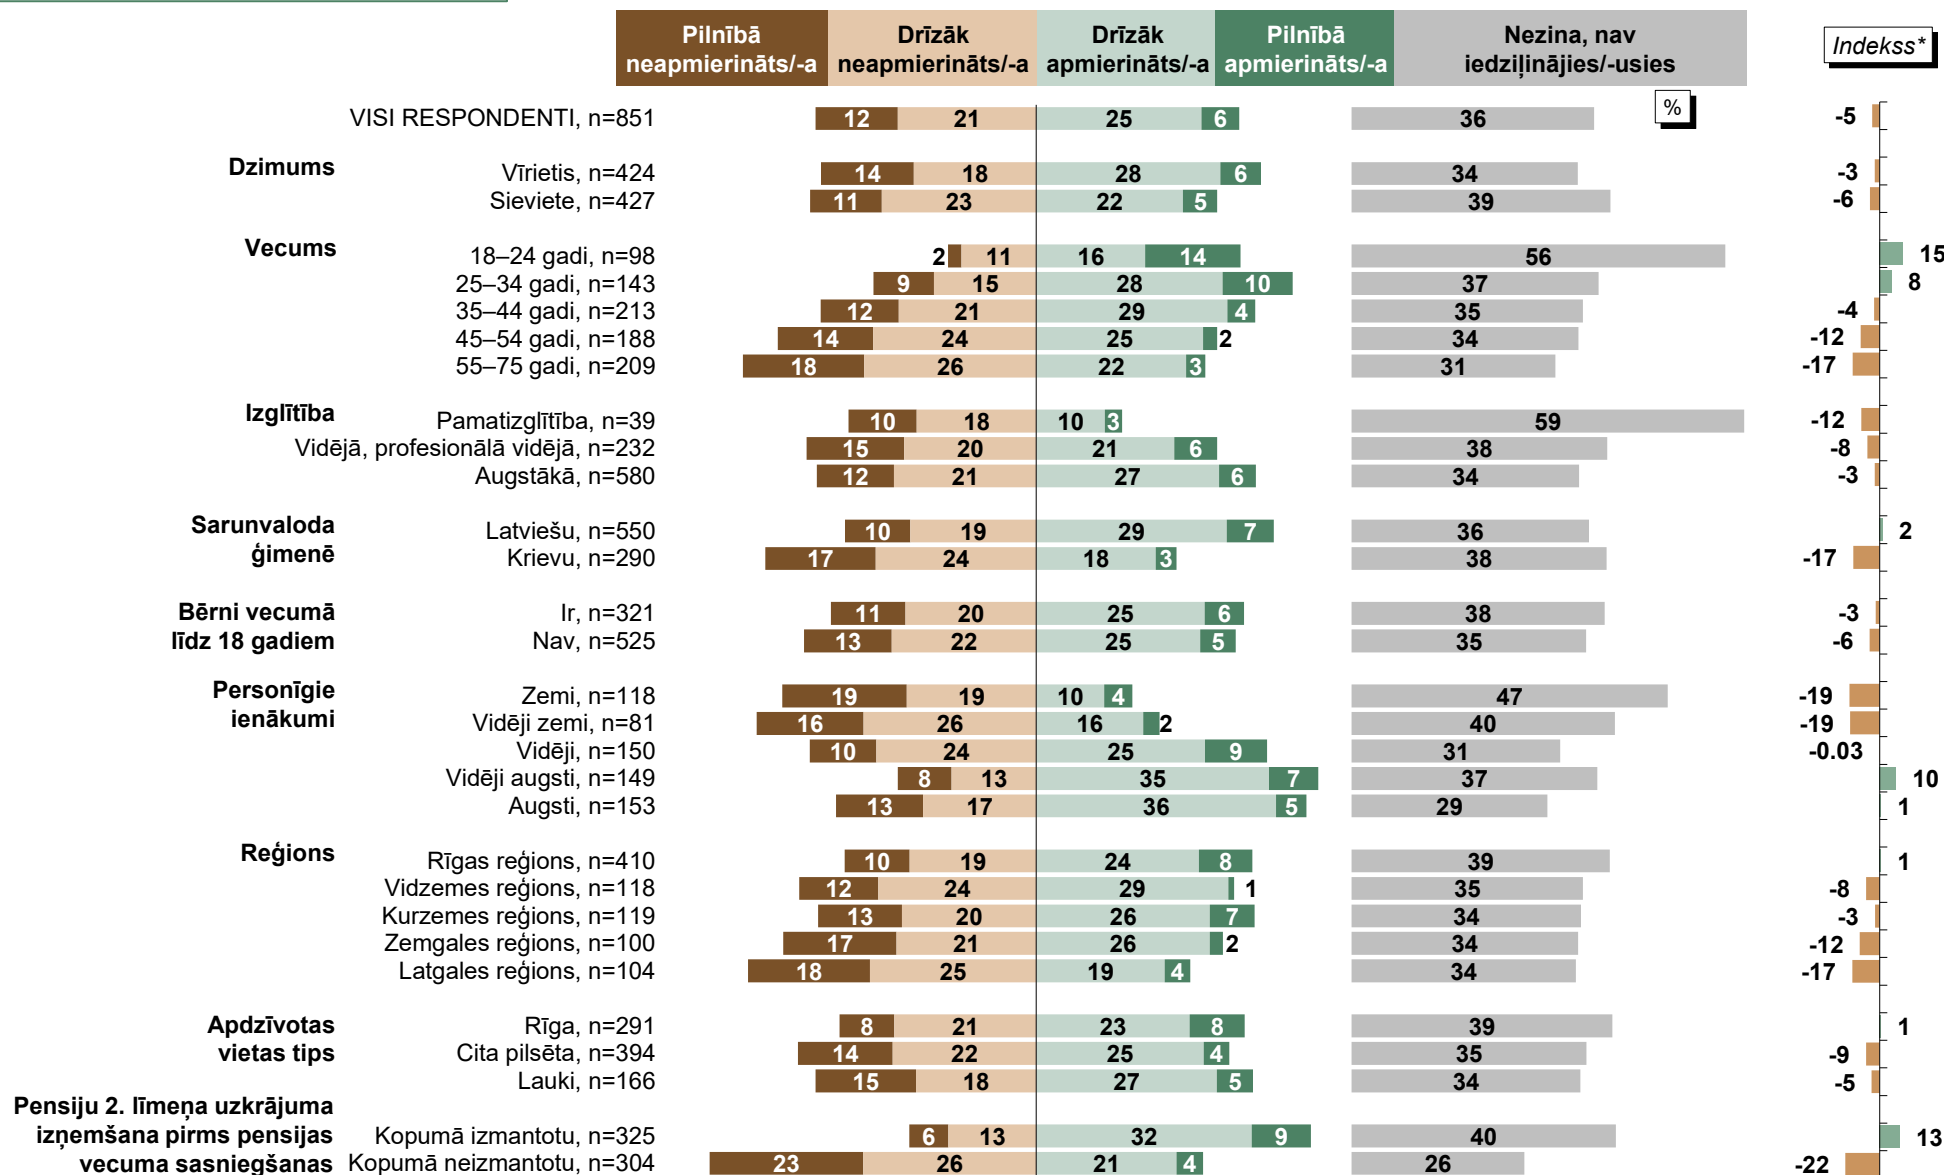 Pilnībā neapmierināts/-a
Drīzāk neapmierināts/-a
Drīzāk apmierināts/-a
Pilnībā apmierināts/-a
Nezina, nav iedziļinājies/-usies
Indekss*
%
VISI RESPONDENTI, n=851 12 21 25 6 36 -5
Dzimums
Vīrietis, n=424 14 18 28 6 34 -3
Sieviete, n=427 11 23 22 5 39 -6
Vecums
18–24 gadi, n=98 2 11 16 14 56 15
25–34 gadi, n=143 9 15 28 10 37 8
35–44 gadi, n=213 12 21 29 4 35 -4
45–54 gadi, n=188 14 24 25 2 34 -12
55–75 gadi, n=209 18 26 22 3 31 -17
Izglītība
Pamatizglītība, n=39 10 18 10 3 59 -12
Vidējā, profesionālā vidējā, n=232 15 20 21 6 38 -8
Augstākā, n=580 12 21 27 6 34 -3
Sarunvaloda
ģimenē
Latviešu, n=550 10 19 29 7 36 2
Krievu, n=290 17 24 18 3 38 -17
Bērni vecumā
līdz 18 gadiem
Ir, n=321 11 20 25 6 38 -3
Nav, n=525 13 22 25 5 35 -6
Personīgie
ienākumi
Zemi, n=118 19 19 10 4 47 -19
Vidēji zemi, n=81 16 26 16 2 40 -19
Vidēji, n=150 10 24 25 9 31 -0.03
Vidēji augsti, n=149 8 13 35 7 37 10
Augsti, n=153 13 17 36 5 29 1
Reģions
Rīgas reģions, n=410 10 19 24 8 39 1
Vidzemes reģions, n=118 12 24 29 1 35 -8
Kurzemes reģions, n=119 13 20 26 7 34 -3
Zemgales reģions, n=100 17 21 26 2 34 -12
Latgales reģions, n=104 18 25 19 4 34 -17
Apdzīvotas
vietas tips
Rīga, n=291 8 21 23 8 39 1
Cita pilsēta, n=394 14 22 25 4 35 -9
Lauki, n=166 15 18 27 5 34 -5
Pensiju 2. līmeņa uzkrājuma
izņemšana pirms pensijas
vecuma sasniegšanas
Kopumā izmantotu, n=325 6 13 32 9 40 13
Kopumā neizmantotu, n=304 23 26 21 4 26 -22